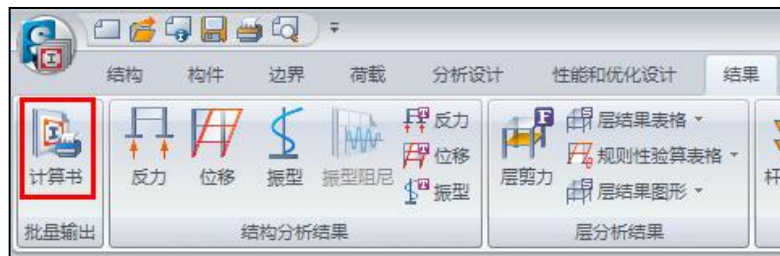 结构 构件 边界 荷载 分析设计 性能和优化设计 结果
计算书 反力 位移 振型 振型阻尼 层剪力
反力
位移
振型
层结果表格
规则性验算表格
层结果图形
杆
批量输出 结构分析结果 层分析结果